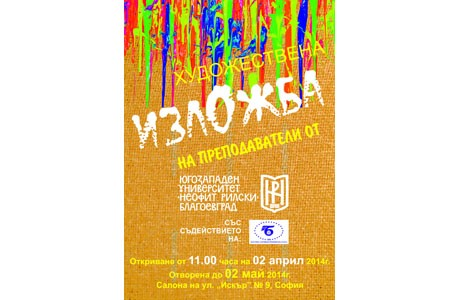 ХУДОЖЕСТВЕНА
ИЗЛОЖБА
НА ПРЕПОДАВАТЕЛИ ОТ
ЮГОЗАПАДЕН
УНИВЕРСИТЕТ
"НЕОФИТ РИЛСКИ"
БЛАГОЕВГРАД
СЪС
СЪДЕЙСТВИЕТО
НА:
Откриване от 11.00 часа на 02 април 2014г.
Отворена до 02 май 2014г.
Салона на ул. „Искър" № 9, София